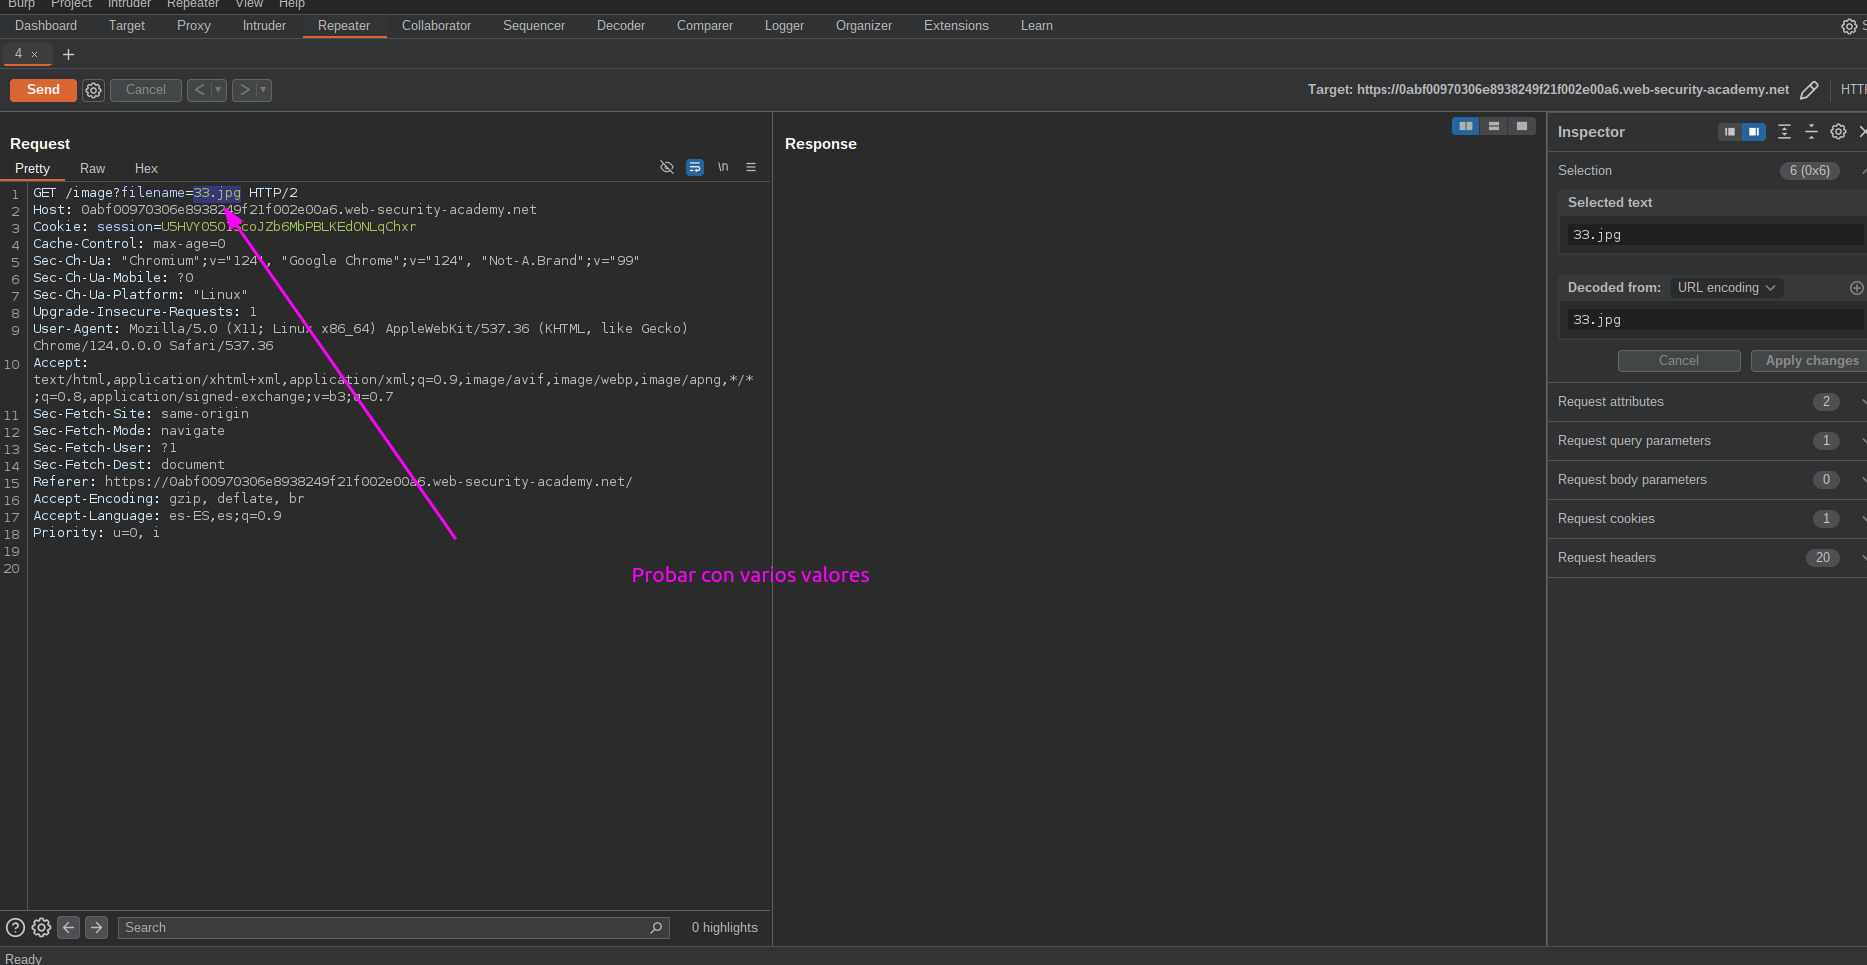 Burp Project Intruder Repeater View Help
Dashboard Target Proxy Intruder Repeater Collaborator Sequencer Decoder Comparer Logger Organizer Extensions Learn
4 × +
Send Cancel < ▾ > ▾ Target: https://0abf00970306e8938249f21f002e00a6.web-security-academy.net
Request
Pretty Raw Hex \n
1 GET /image?filename=33.jpg HTTP/2
2 Host: 0abf00970306e8938249f21f002e00a6.web-security-academy.net
3 Cookie: session=
4 Cache-Control: max-age=0
5 Sec-Ch-Ua: "Chromium";v="124", "Google Chrome";v="124", "Not-A.Brand";v="99"
6 Sec-Ch-Ua-Mobile: ?0
7 Sec-Ch-Ua-Platform: "Linux"
8 Upgrade-Insecure-Requests: 1
9 User-Agent: Mozilla/5.0 (X11; Linux x86_64) AppleWebKit/537.36 (KHTML, like Gecko)
Chrome/124.0.0.0 Safari/537.36
10 Accept:
text/html,application/xhtml+xml,application/xml;q=0.9,image/avif,image/webp,image/apng,*/*
;q=0.8,application/signed-exchange;v=b3;q=0.7
11 Sec-Fetch-Site: same-origin
12 Sec-Fetch-Mode: navigate
13 Sec-Fetch-User: ?1
14 Sec-Fetch-Dest: document
15 Referer: https://0abf00970306e8938249f21f002e00a6.web-security-academy.net/
16 Accept-Encoding: gzip, deflate, br
17 Accept-Language: es-ES,es;q=0.9
18 Priority: u=0, i
19
20
Probar con varios valores
Search 0 highlights
Ready
Response
Inspector
Selection 6 (0x6)
Selected text
33.jpg
Decoded from: URL encoding
33.jpg
Cancel Apply changes
Request attributes 2
Request query parameters 1
Request body parameters 0
Request cookies 1
Request headers 20